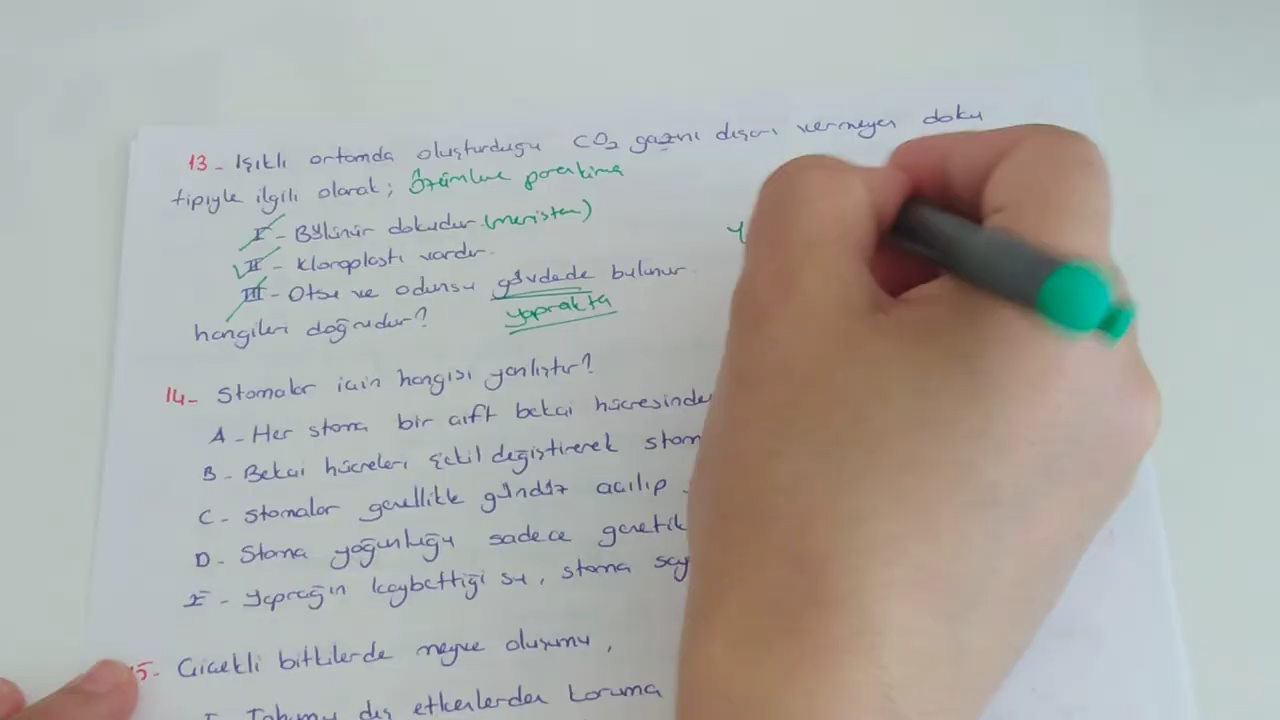 13- Işıklı ortamda oluşturduğu CO₂ gazını dışarı vermeyen doku
tipiyle ilgili olarak; Özümleme parankima
I- Bölünür dokudur. (meristem)
II- Kloroplastı vardır.
III- Otsu ve odunsu gövdede bulunur.
yaprakta
hangileri doğrudur?
14- Stomalar için hangisi yanlıştır?
A - Her stoma bir çift bekçi hücresinden
B - Bekçi hücreleri şekil değiştirerek
C - Stomalar genellikle gündüz açılıp
D - Stoma yoğunluğu sadece genetik
E - Yaprağın kaybettiği su, stoma
15- Çiçekli bitkilerde meyve oluşumu,
I- Tohumu dış etkenlerden koruma